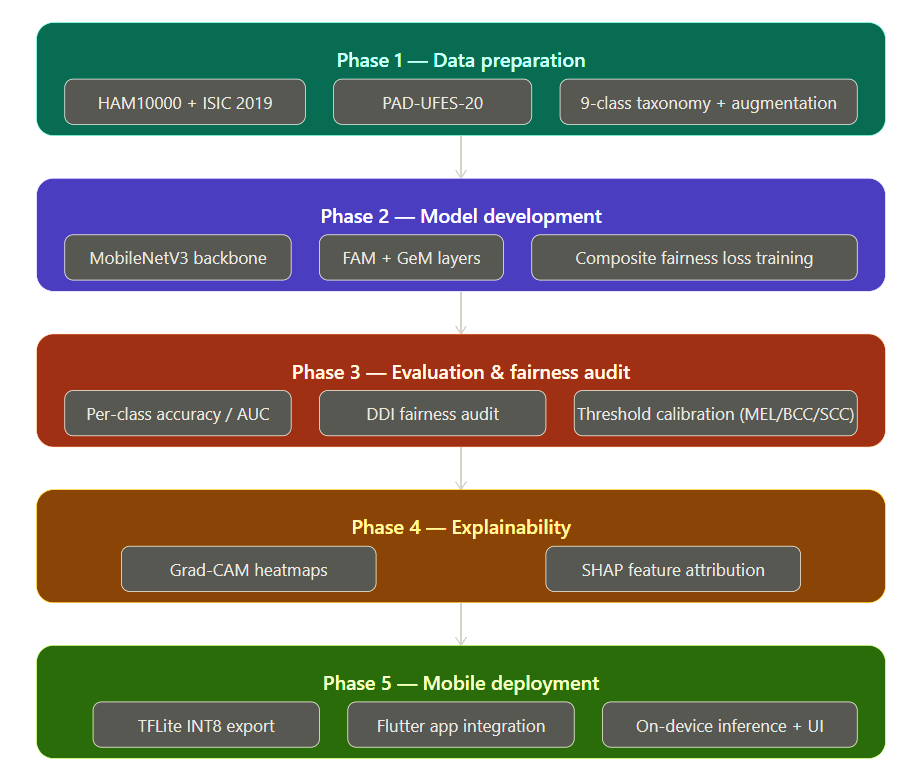 Phase 1 — Data preparation
HAM10000 + ISIC 2019
PAD-UFES-20
9-class taxonomy + augmentation
Phase 2 — Model development
MobileNetV3 backbone
FAM + GeM layers
Composite fairness loss training
Phase 3 — Evaluation & fairness audit
Per-class accuracy / AUC
DDI fairness audit
Threshold calibration (MEL/BCC/SCC)
Phase 4 — Explainability
Grad-CAM heatmaps
SHAP feature attribution
Phase 5 — Mobile deployment
TFLite INT8 export
Flutter app integration
On-device inference + UI